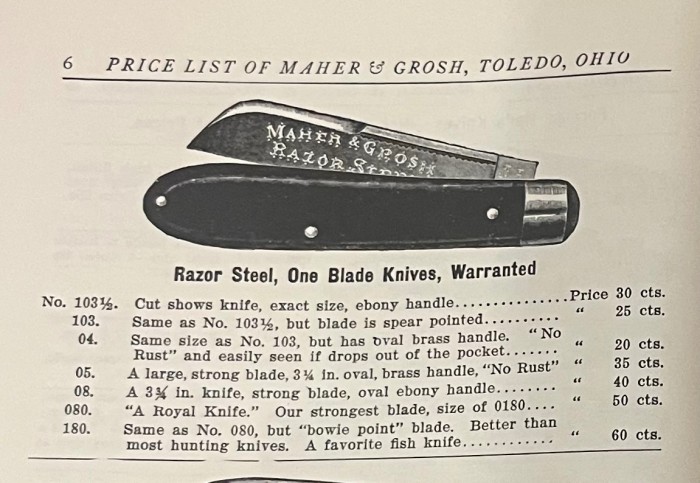 6 PRICE LIST OF MAHER & GROSH, TOLEDO, OHIO
MAHER & GROSH
RAZOR STEEL
Razor Steel, One Blade Knives, Warranted
No. 103½. Cut shows knife, exact size, ebony handle..............Price 30 cts.
103. Same as No. 103½, but blade is spear pointed.......... " 25 cts.
04. Same size as No. 103, but has oval brass handle. "No
Rust" and easily seen if drops out of the pocket....... " 20 cts.
05. A large, strong blade, 3¼ in. oval, brass handle, "No Rust" " 35 cts.
08. A 3¾ in. knife, strong blade, oval ebony handle........ " 40 cts.
080. "A Royal Knife." Our strongest blade, size of 0180.... " 50 cts.
180. Same as No. 080, but "bowie point" blade. Better than
most hunting knives. A favorite fish knife............ " 60 cts.